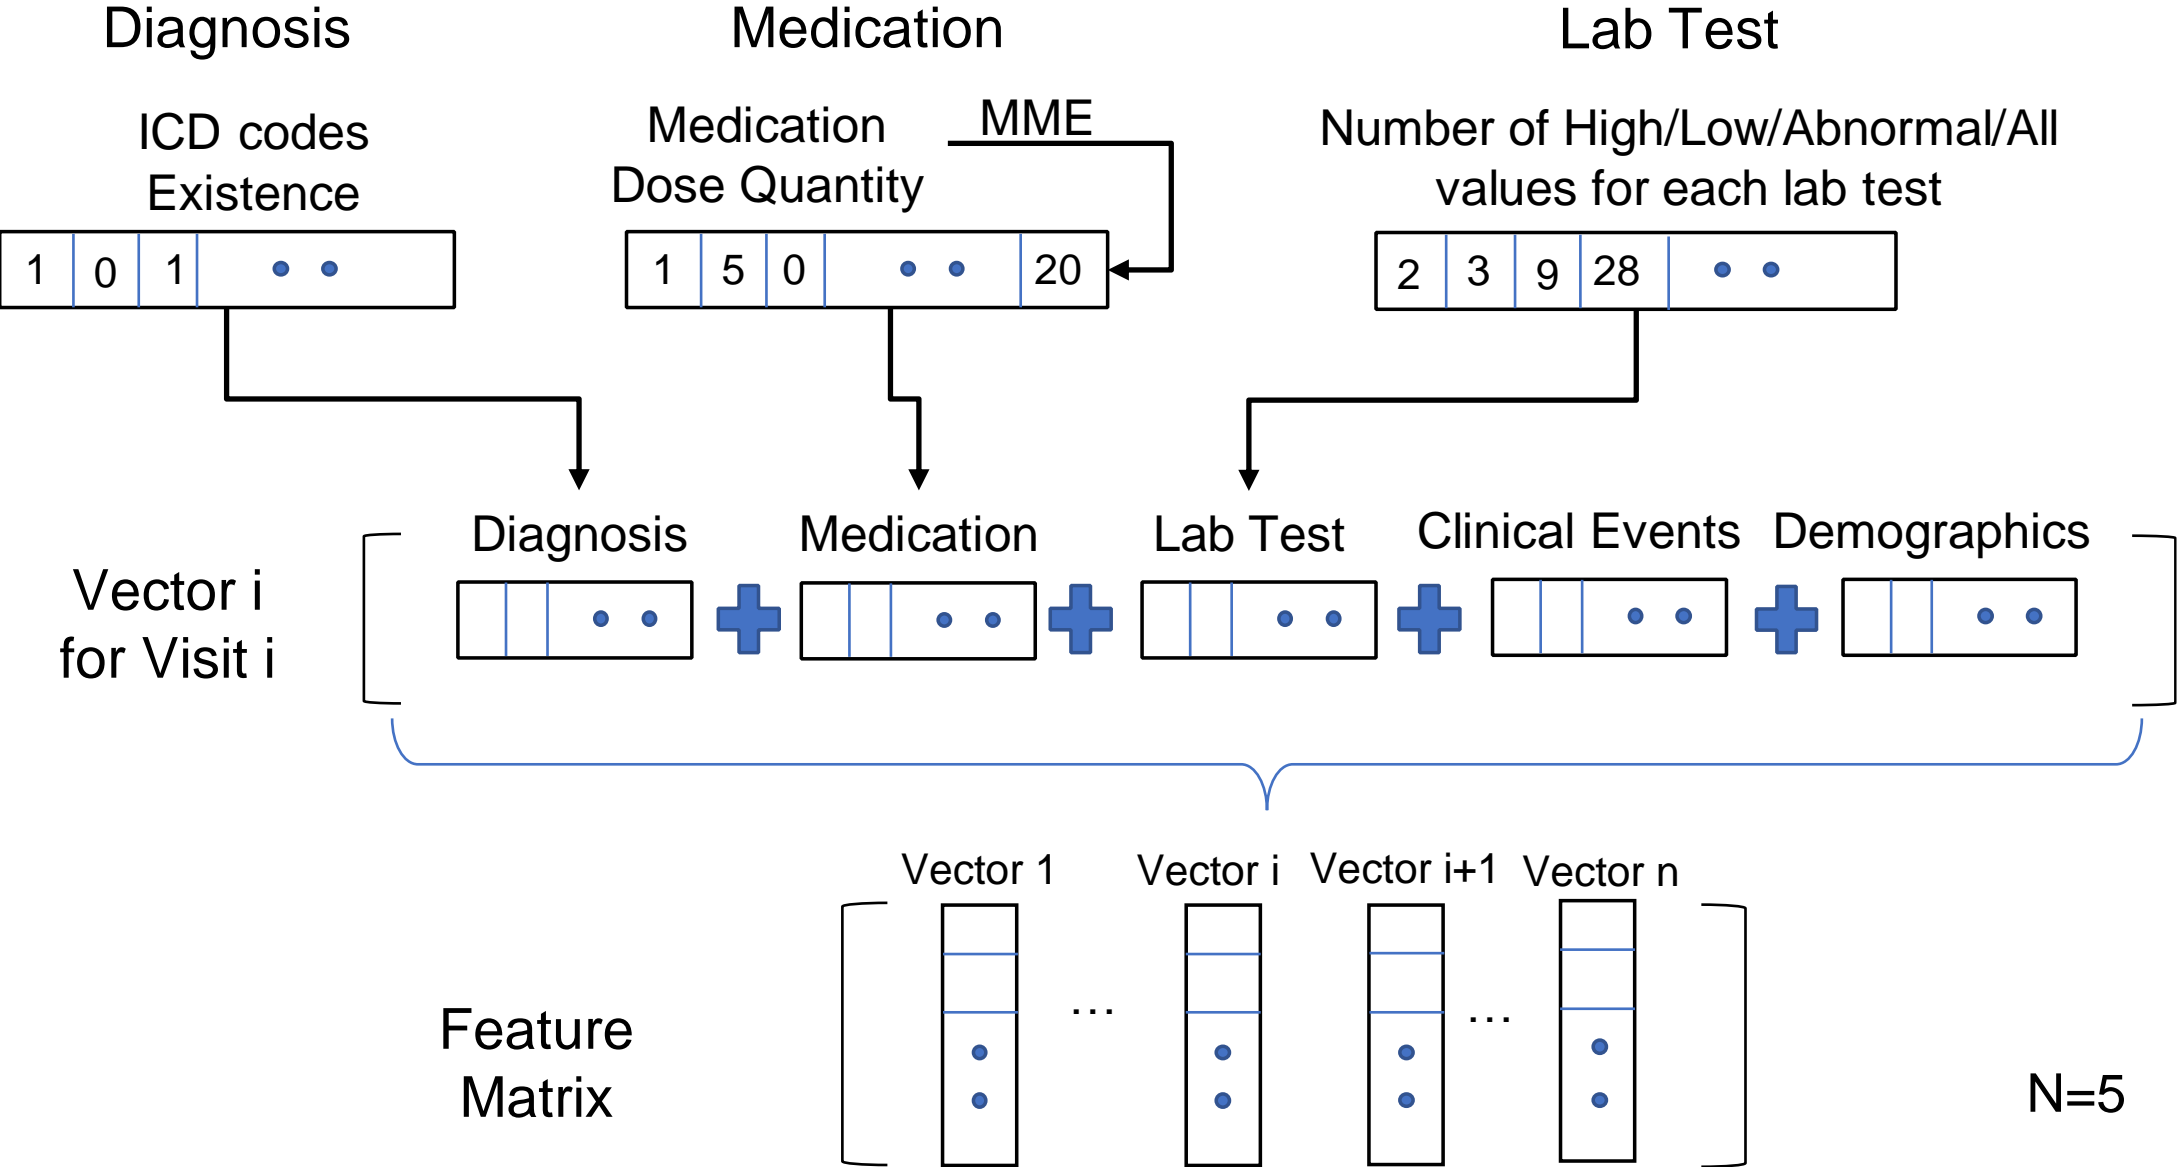 Diagnosis
Medication
Lab Test
ICD codes
Existence
Medication
Dose Quantity
MME
Number of High/Low/Abnormal/All
values for each lab test
1 0 1
1 5 0 20
2 3 9 28
Vector i
for Visit i
Diagnosis
Medication
Lab Test
Clinical Events
Demographics
Vector 1
Vector i
Vector i+1
Vector n
... ...
Feature
Matrix
N=5